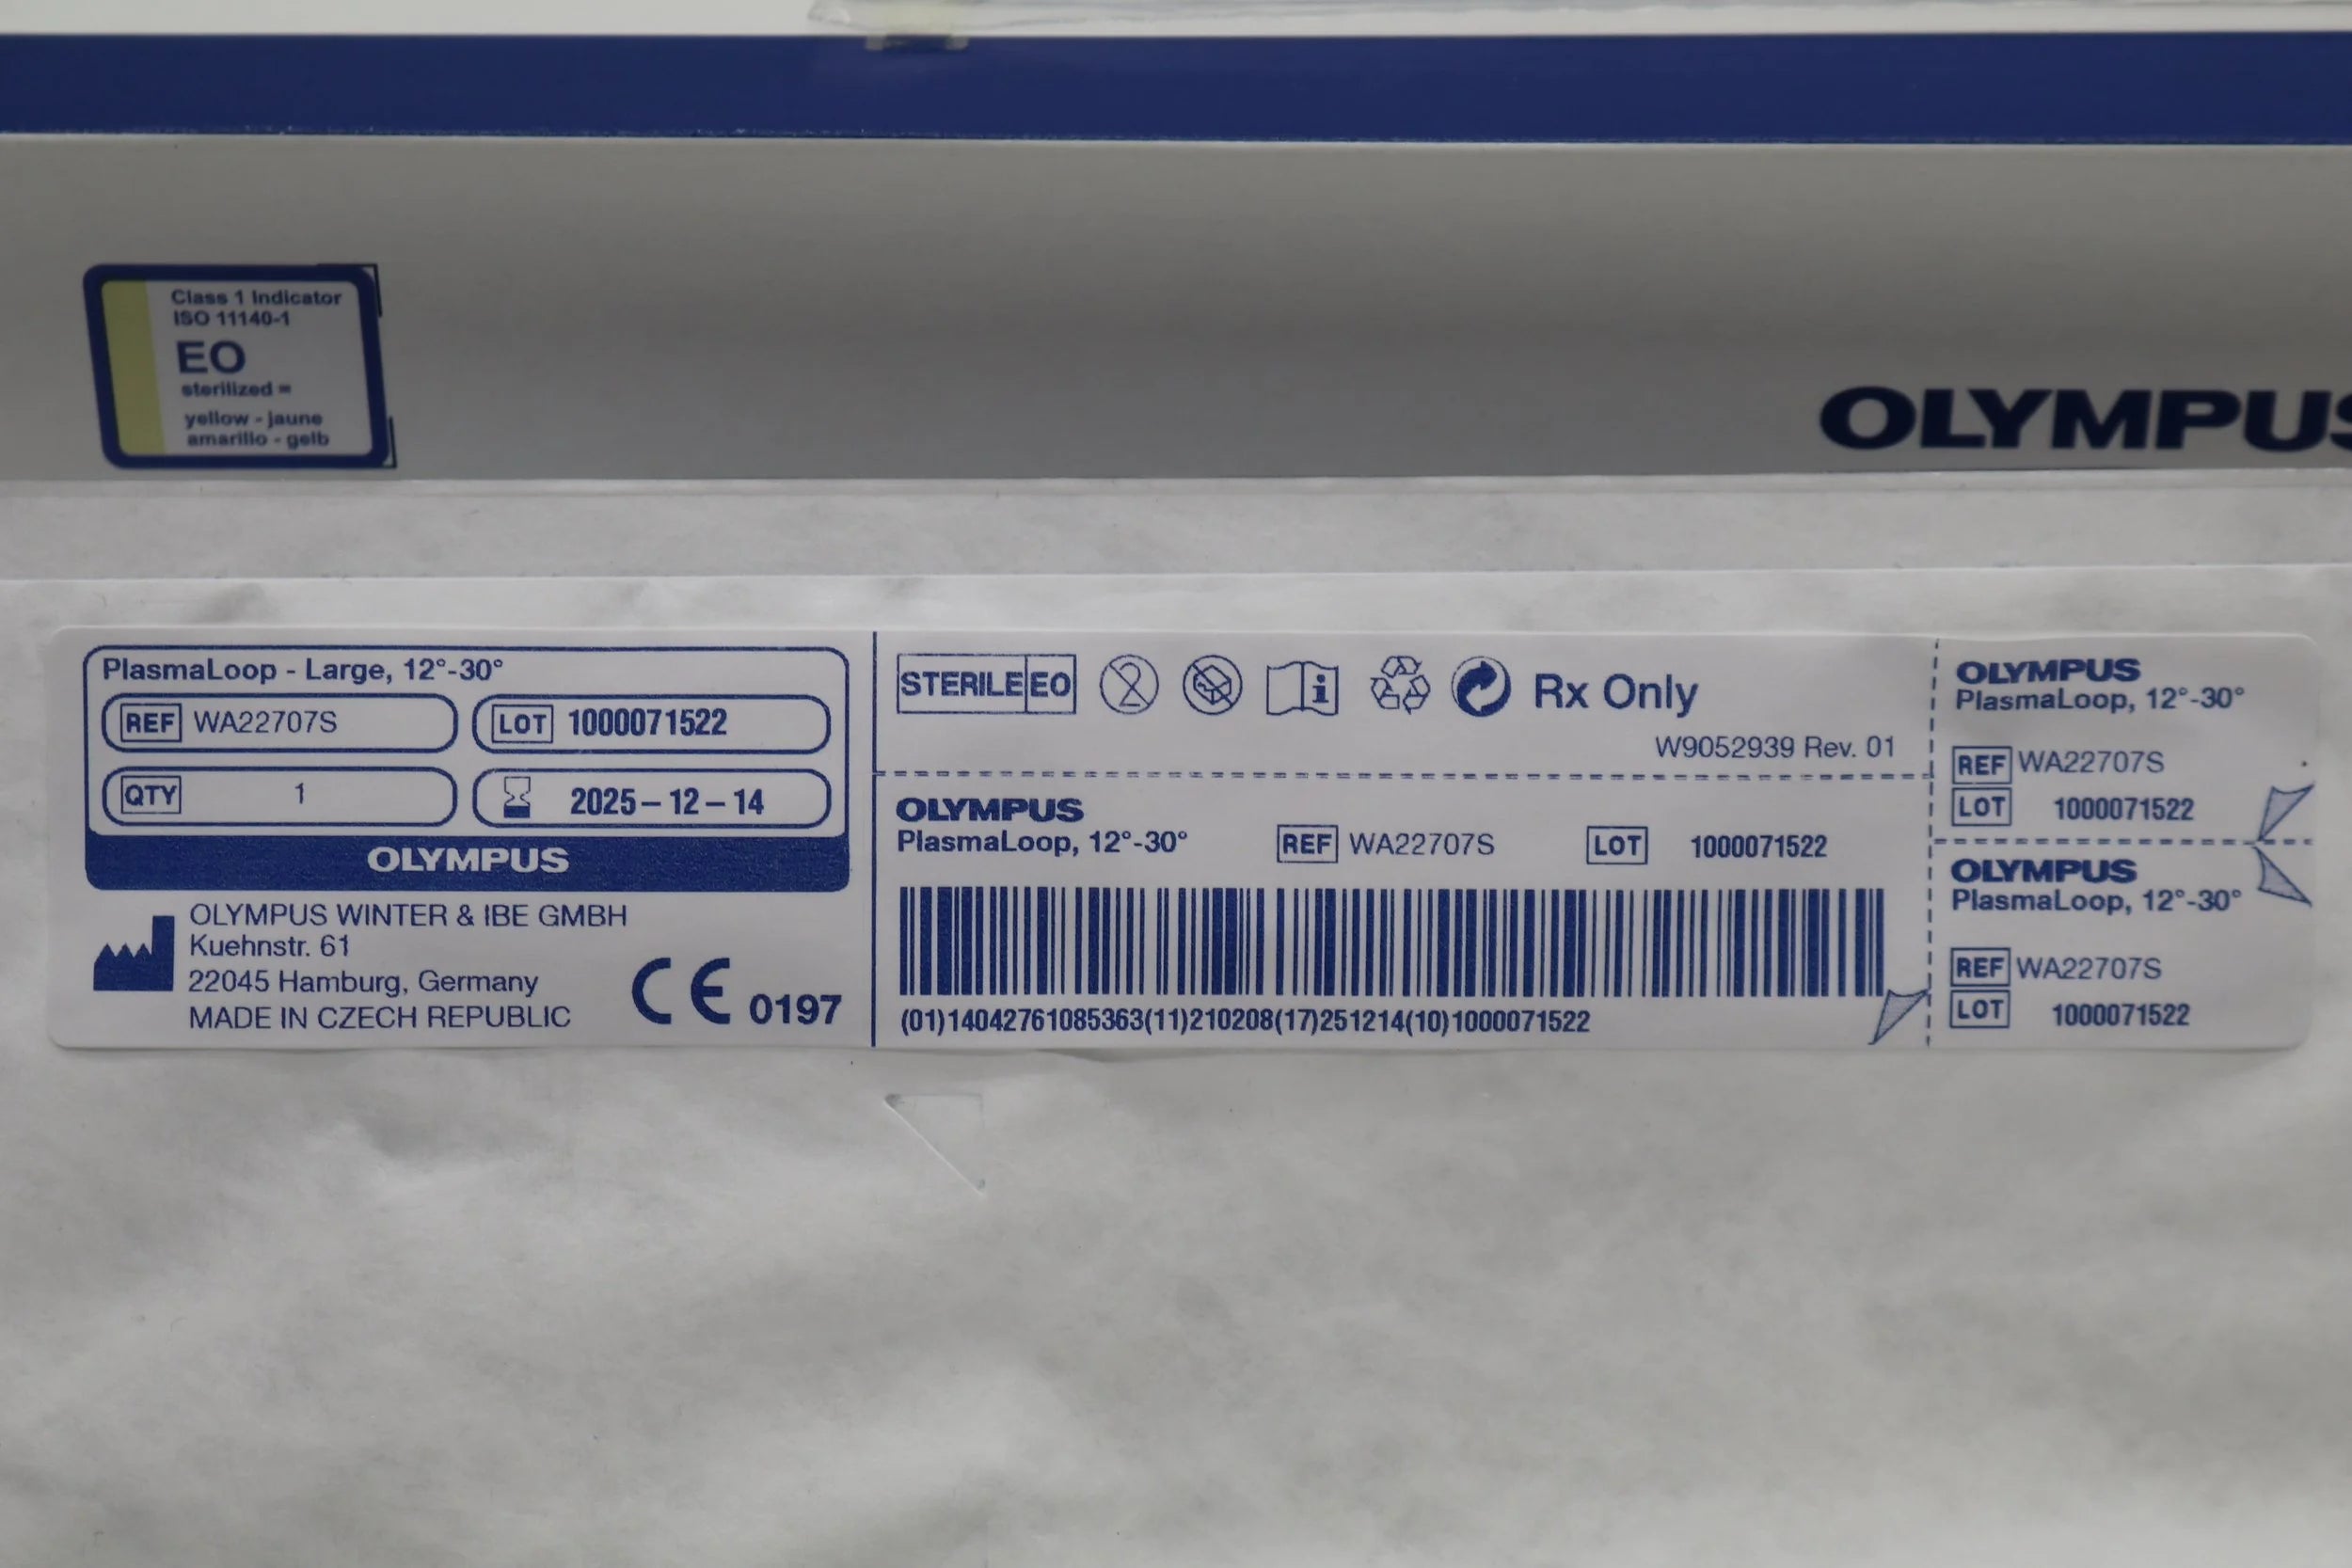 Class 1 Indicator
ISO 11140-1
EO
sterilized =
yellow - jaune
amarillo - gelb
OLYMPUS
PlasmaLoop - Large, 12°-30°
REF WA22707S
LOT 1000071522
QTY 1
2025-12-14
OLYMPUS
OLYMPUS WINTER & IBE GMBH
Kuehnstr. 61
22045 Hamburg, Germany
MADE IN CZECH REPUBLIC
CE 0197
STERILE EO 2 i Rx Only
W9052939 Rev. 01
OLYMPUS
PlasmaLoop, 12°-30° REF WA22707S LOT 1000071522
(01)14042761085363(11)210208(17)251214(10)1000071522
OLYMPUS
PlasmaLoop, 12°-30°
REF WA22707S
LOT 1000071522
OLYMPUS
PlasmaLoop, 12°-30°
REF WA22707S
LOT 1000071522